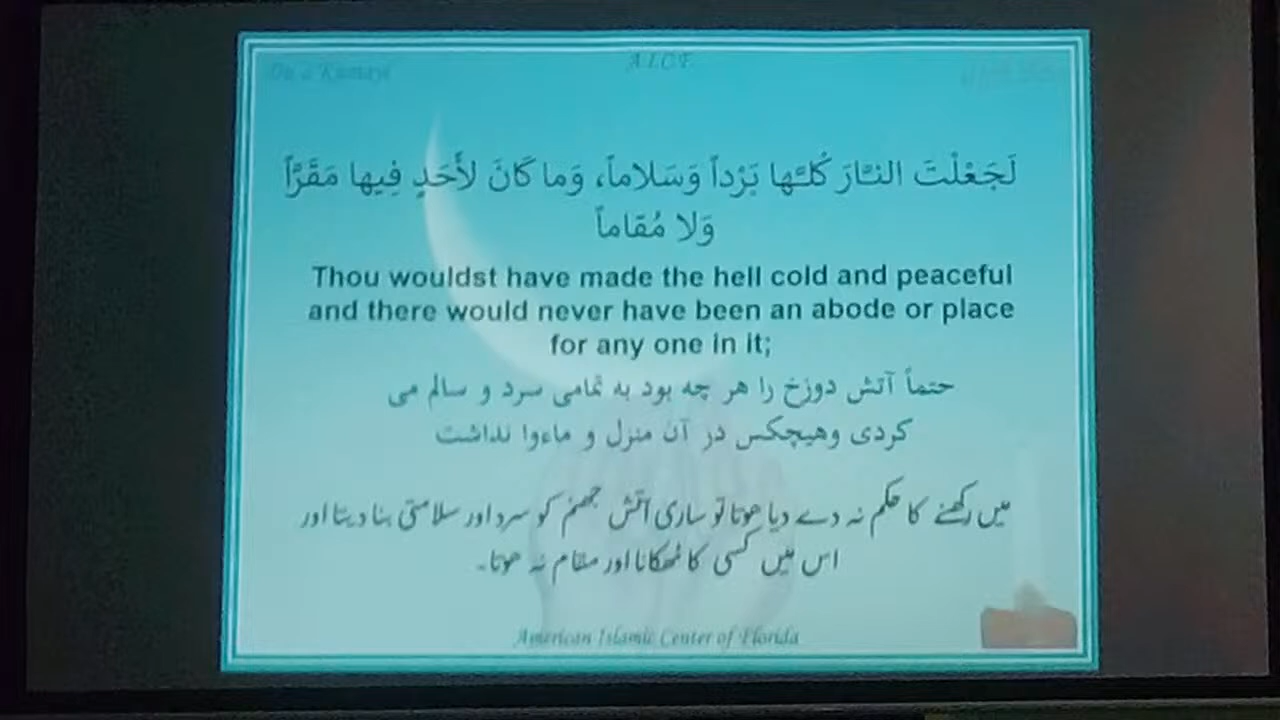 Du'a Kumayl
A I C F
لَجَعَلْتَ النّارَ كُلَّها بَرْداً وَسَلاماً، وَما كَانَ لأَحَدٍ فِيها مَقَرّاً
وَلا مُقاماً
Thou wouldst have made the hell cold and peaceful
and there would never have been an abode or place
for any one in it;
حتماً آتش دوزخ را هر چه بود به تمامی سرد و سالم می
کردی وهیچکس در آن منزل و ماءوا نداشت
میں رکھنے کا حکم نہ دے دیا ہوتا تو ساری آتش جهنم کو سرد اور سلامتی بنا دیتا اور
اس میں کسی کا ٹھکانا اور مقام نہ ہوتا۔
American Islamic Center of Florida